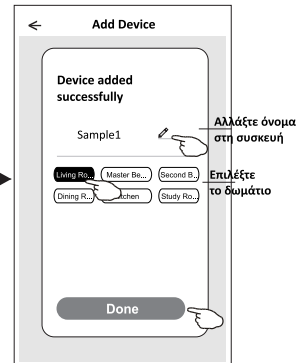 Add Device
Device added
successfully
Sample1
Αλλάξτε όνομα
στη συσκευή
Living Ro...
Master Be...
Second B..
Επιλέξτε
το δωμάτιο
Dining R...
tchen
Study Ro...
Done